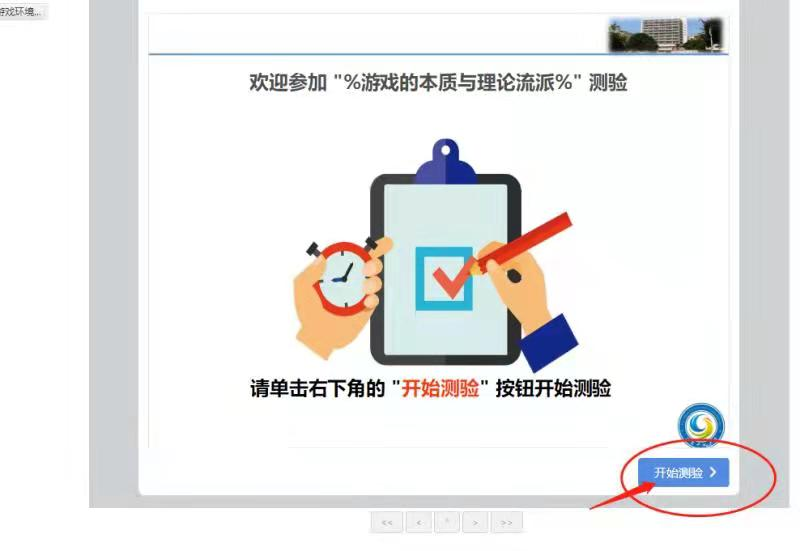 游戏环境...
欢迎参加 "%游戏的本质与理论流派%" 测验
请单击右下角的 "开始测验" 按钮开始测验
开始测验 >
<< < ^ > >>